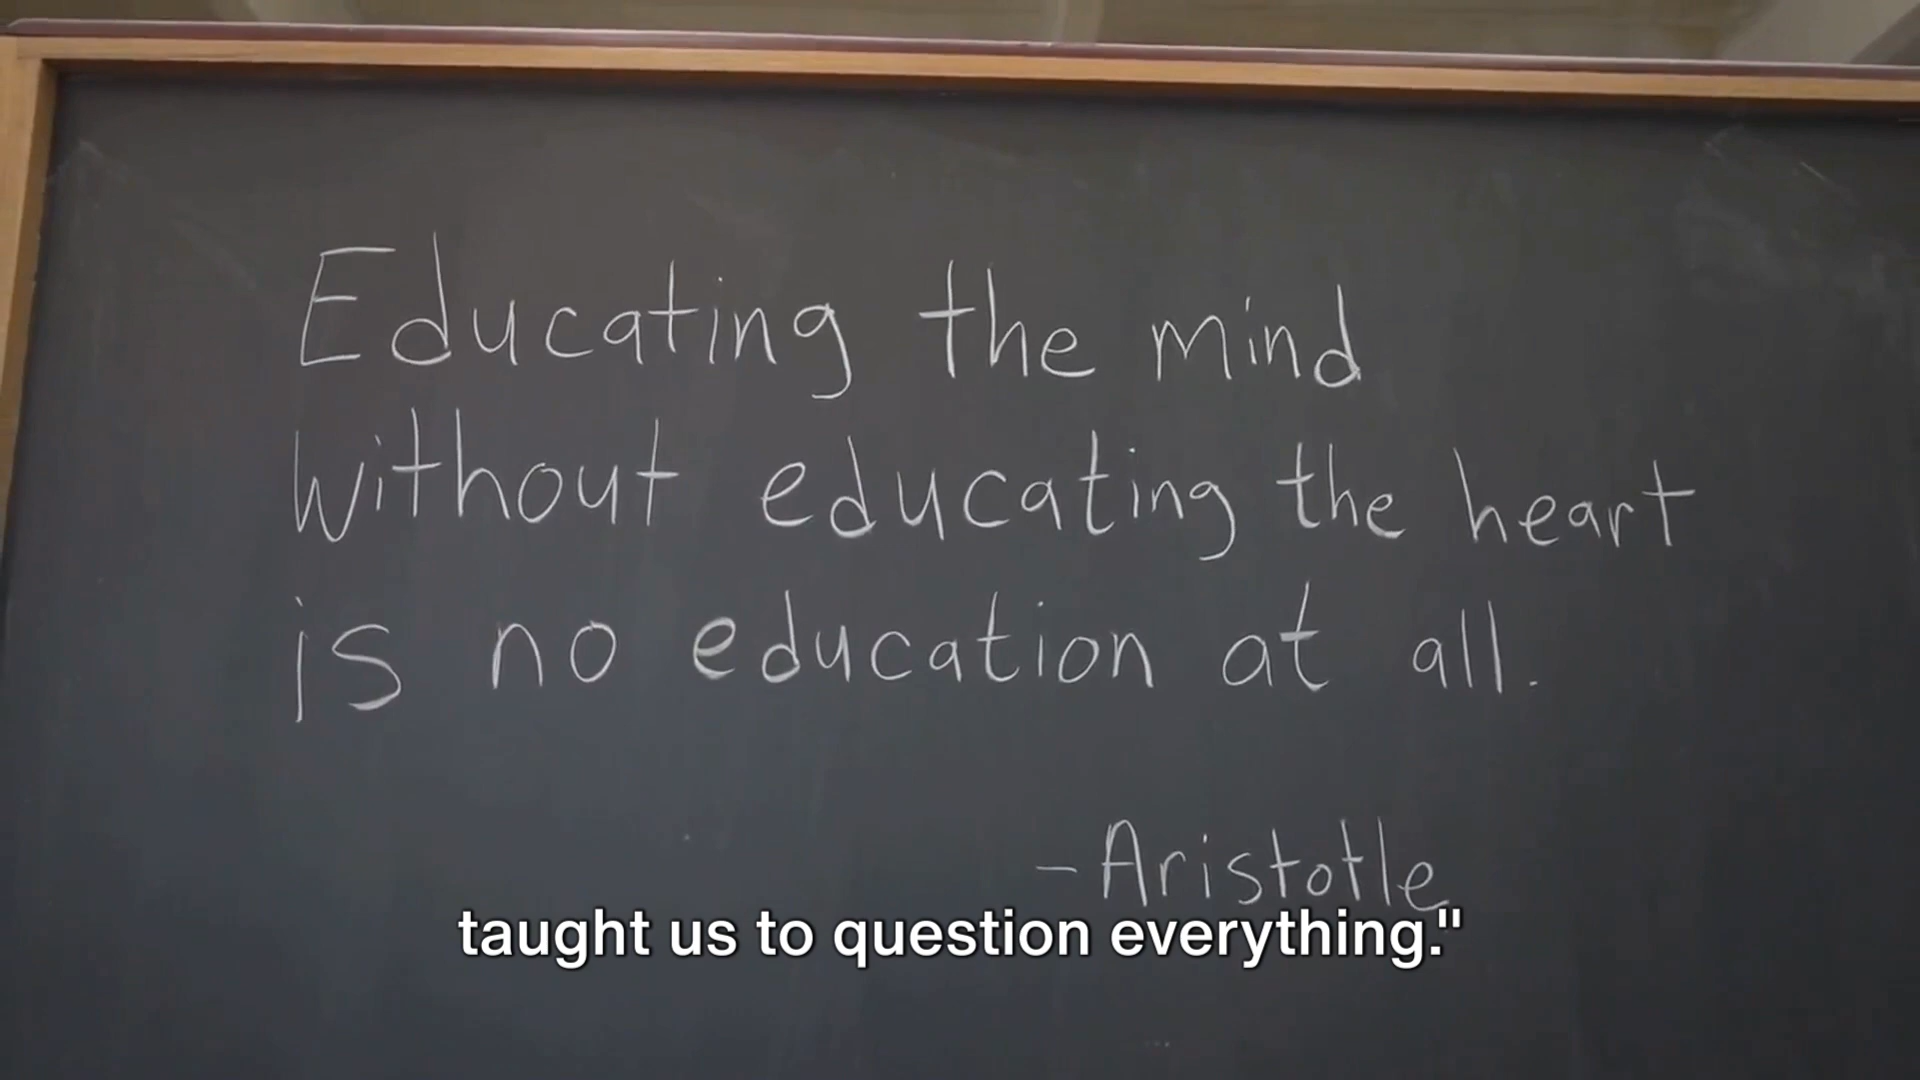 Educating the mind
without educating the heart
is no education at all.
-Aristotle
taught us to question everything."